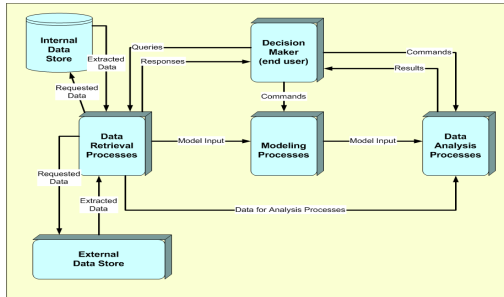 Internal
Data
Store
Extracted
Data
Requested
Data
Queries
Responses
Decision
Maker
(end user)
Commands
Results
Commands
Data
Retrieval
Processes
Model Input
Modeling
Processes
Model Input
Data
Analysis
Processes
Requested
Data
Extracted
Data
Data for Analysis Processes
External
Data Store